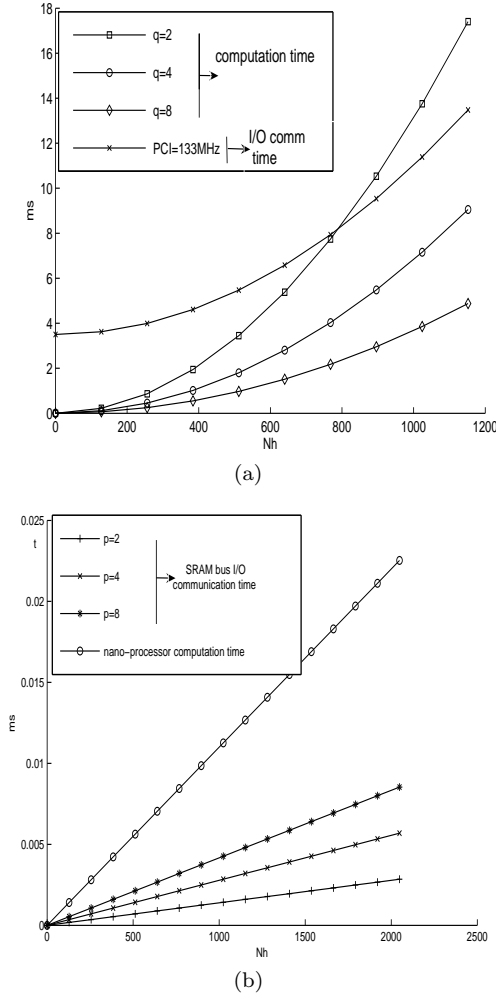 18
16
14
12
10
8
6
4
2
0
ms
q=2
q=4
q=8
computation time
PCI=133MHz
I/O comm
time
0
200
400
600
800
1000
1200
Nh
(a)
0.025
t
0.02
0.015
0.01
0.005
0
ms
p=2
p=4
p=8
SRAM bus I/O
communication time
nano-processor computation time
0
500
1000
1500
2000
2500
Nh
(b)